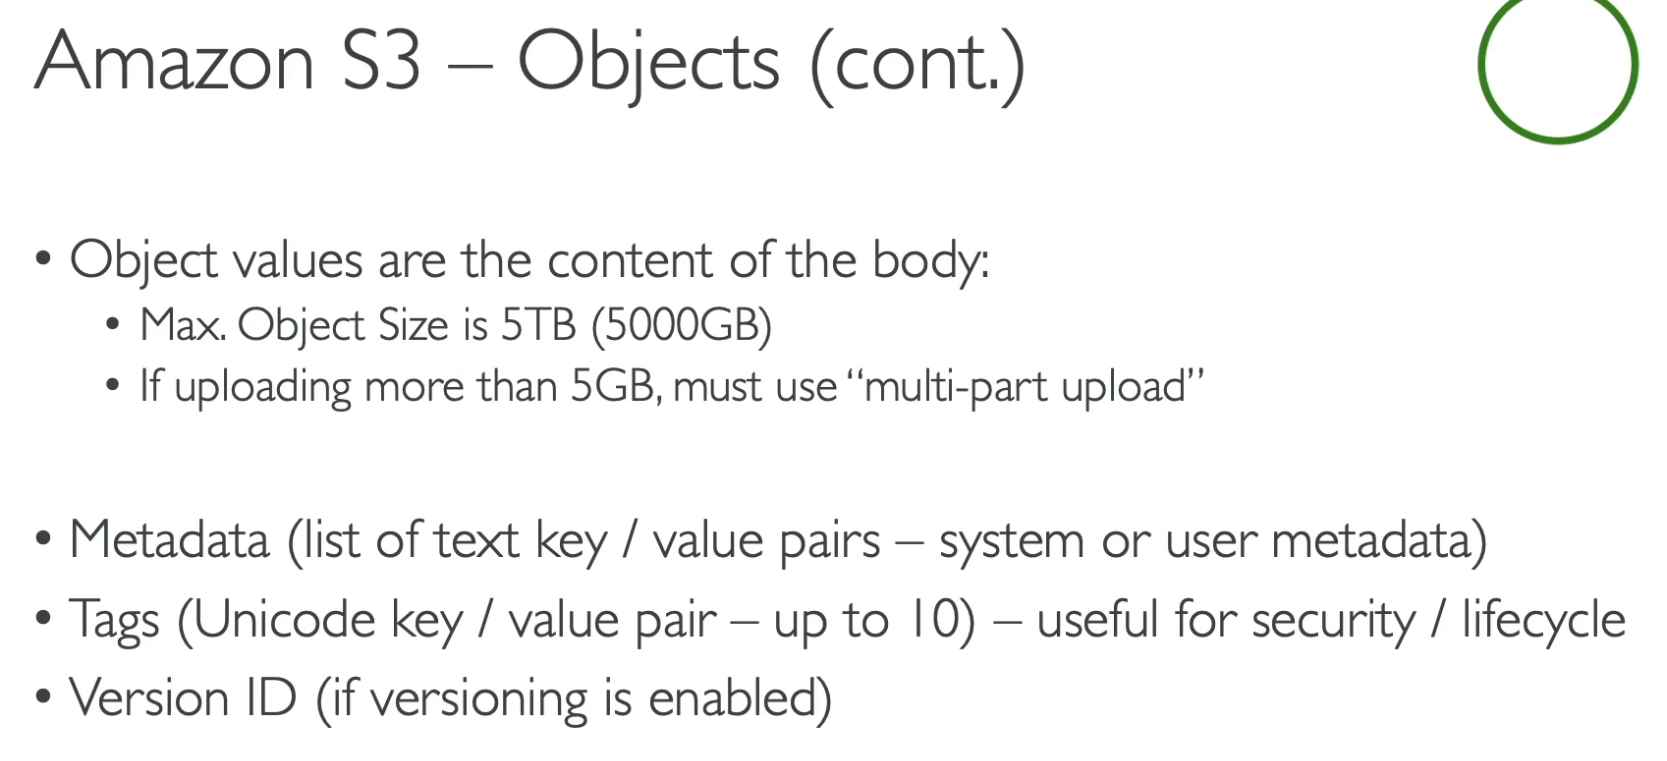 Amazon S3 – Objects (cont.)
• Object values are the content of the body:
• Max. Object Size is 5TB (5000GB)
• If uploading more than 5GB, must use “multi-part upload”
• Metadata (list of text key / value pairs – system or user metadata)
• Tags (Unicode key / value pair – up to 10) – useful for security / lifecycle
• Version ID (if versioning is enabled)